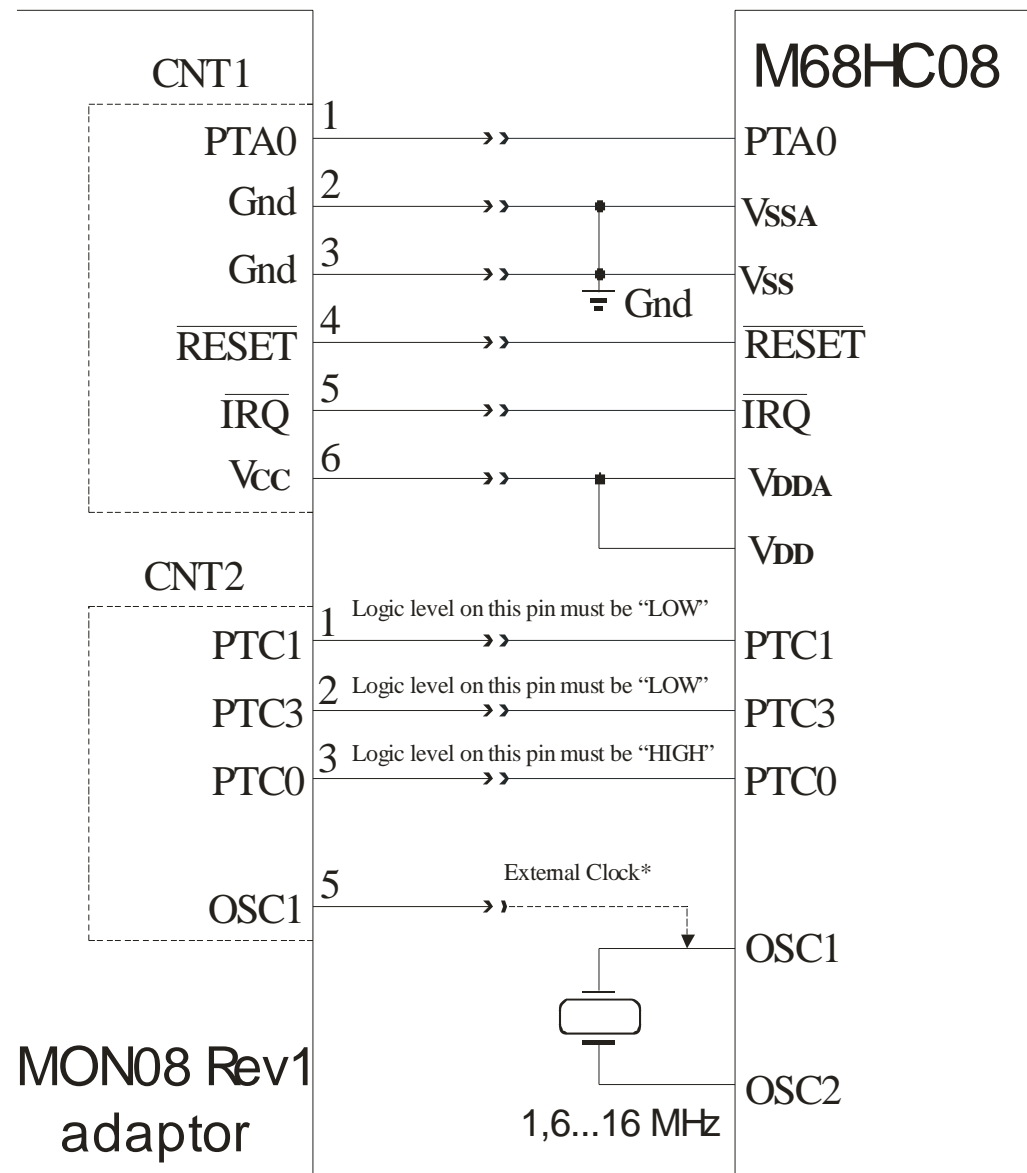 CNT1
M68HC08
PTA0 1 PTA0
Gnd 2 VSSA
Gnd 3 VSS
Gnd
RESET 4 RESET
IRQ 5 IRQ
VCC 6 VDDA
VDD
CNT2
Logic level on this pin must be “LOW”
PTC1 1 PTC1
Logic level on this pin must be “LOW”
PTC3 2 PTC3
Logic level on this pin must be “HIGH”
PTC0 3 PTC0
External Clock*
OSC1 5
OSC1
OSC2
1,6...16 MHz
MON08 Rev1
adaptor